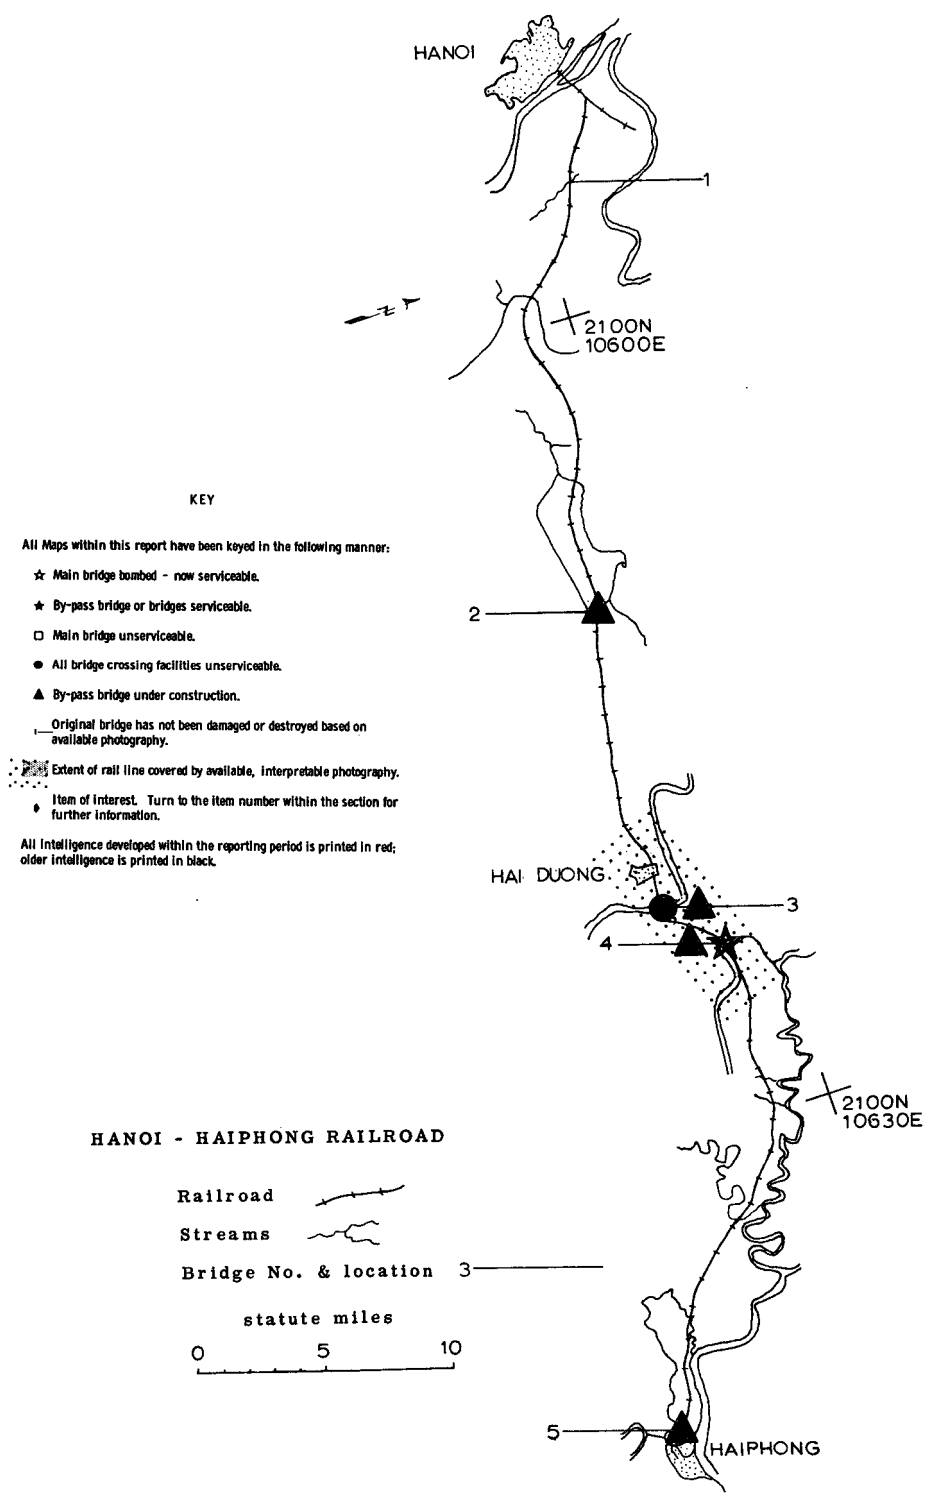 HANOI
1
N
2100N
10600E
KEY
All Maps within this report have been keyed in the following manner:
Main bridge bombed - now serviceable.
By-pass bridge or bridges serviceable.
Main bridge unserviceable.
All bridge crossing facilities unserviceable.
By-pass bridge under construction.
Original bridge has not been damaged or destroyed based on
available photography.
Extent of rail line covered by available, interpretable photography.
Item of interest. Turn to the item number within the section for
further information.
All intelligence developed within the reporting period is printed in red;
older intelligence is printed in black.
2
HAI DUONG
3
4
2100N
10630E
HANOI - HAIPHONG RAILROAD
Railroad
Streams
Bridge No. & location 3
statute miles
0 5 10
5
HAIPHONG